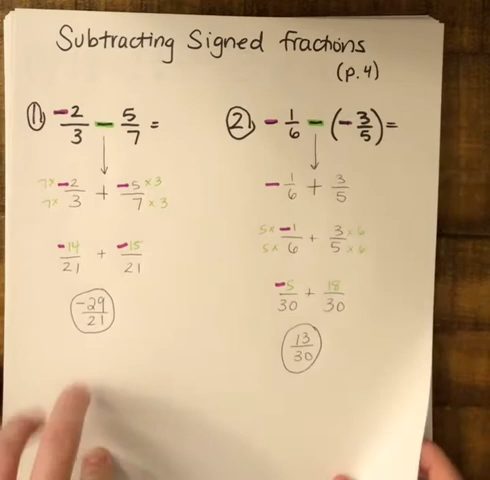 Subtracting Signed fractions
(p.4)
① -2/3 - 5/7 =
7× -2/3 ×7 + -5/7 ×3 ×3
-14/21 + -15/21
-29/21
② - 1/6 - (-3/5) =
- 1/6 + 3/5
5× -1/6 5× + 3/5 ×6 ×6
-5/30 + 18/30
13/30